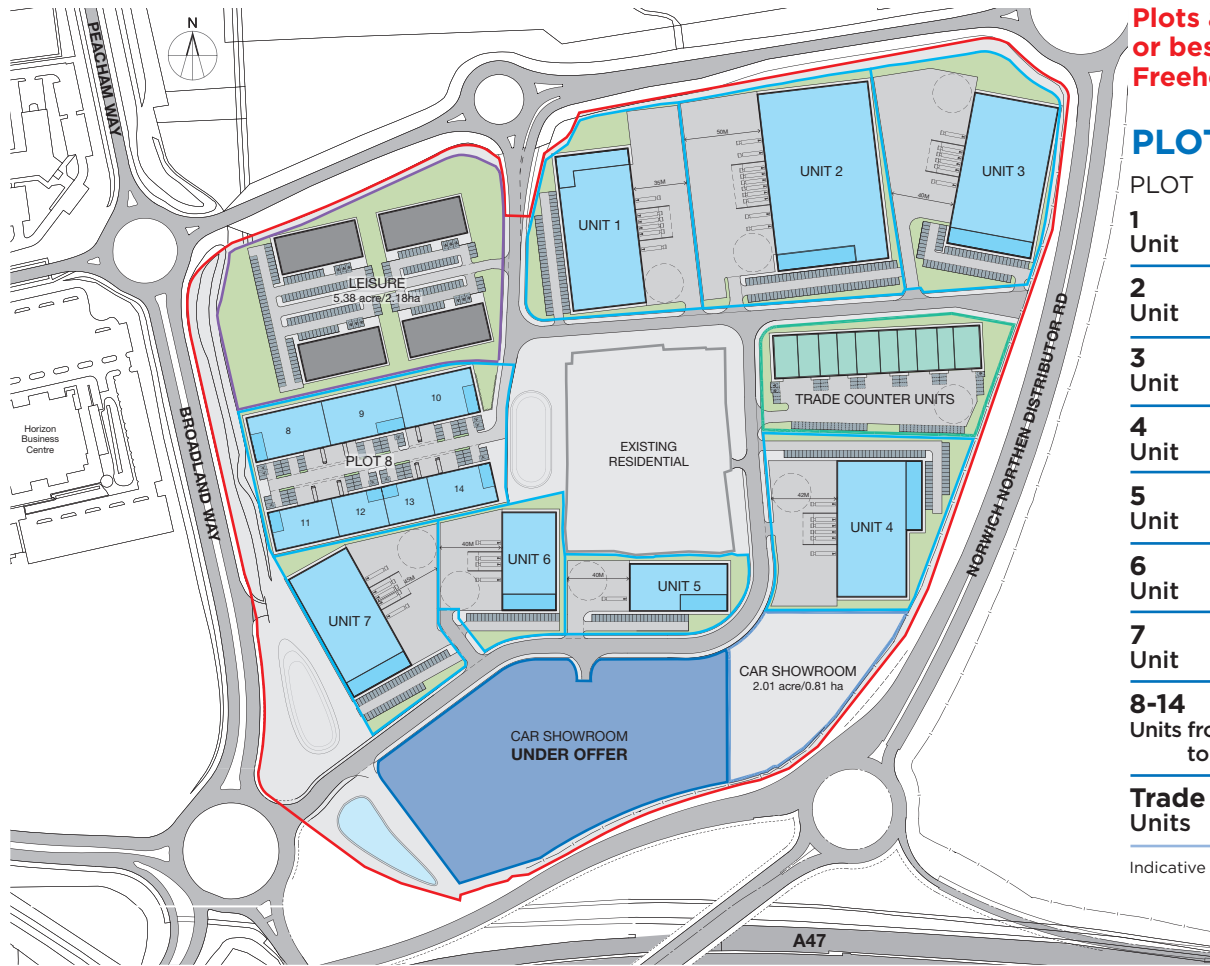 N
PEACHAM WAY
UNIT 1
36M
UNIT 2
50M
UNIT 3
40M
LEISURE
5.38 acre/2.18ha
TRADE COUNTER UNITS
EXISTING
RESIDENTIAL
Horizon
Business
Centre
BROADLAND WAY
8
9
10
PLOT 8
11
12
13
14
UNIT 4
42M
UNIT 5
40M
UNIT 6
40M
UNIT 7
NORWICH NORTHEN DISTRIBUTOR RD
CAR SHOWROOM
2.01 acre/0.81 ha
CAR SHOWROOM
UNDER OFFER
A47
Plots
or bes
Freeho
PLOT
PLOT
1
Unit
2
Unit
3
Unit
4
Unit
5
Unit
6
Unit
7
Unit
8-14
Units fro
to
Trade
Units
Indicative